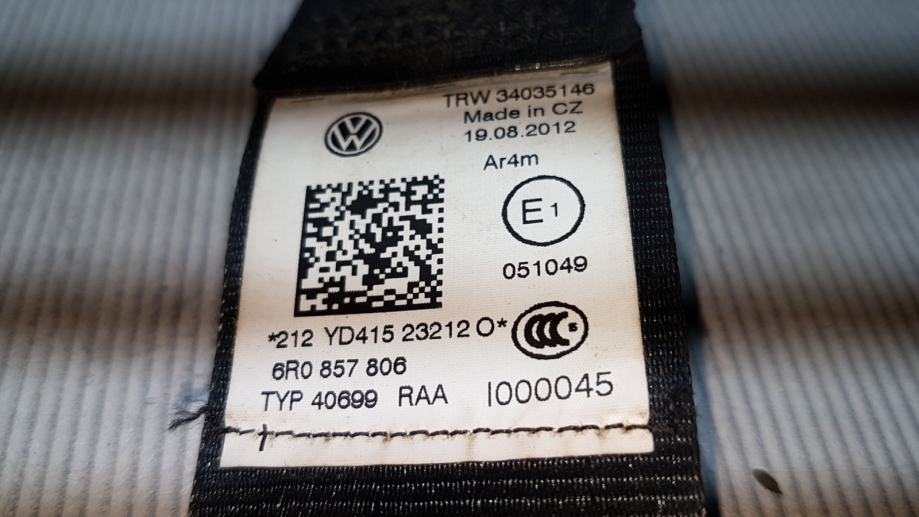 TRW 34035146
Made in CZ
19.08.2012
Ar4m
E1
051049
*212 YD415 23212 O*
6R0 857 806
TYP 40699 RAA
I000045